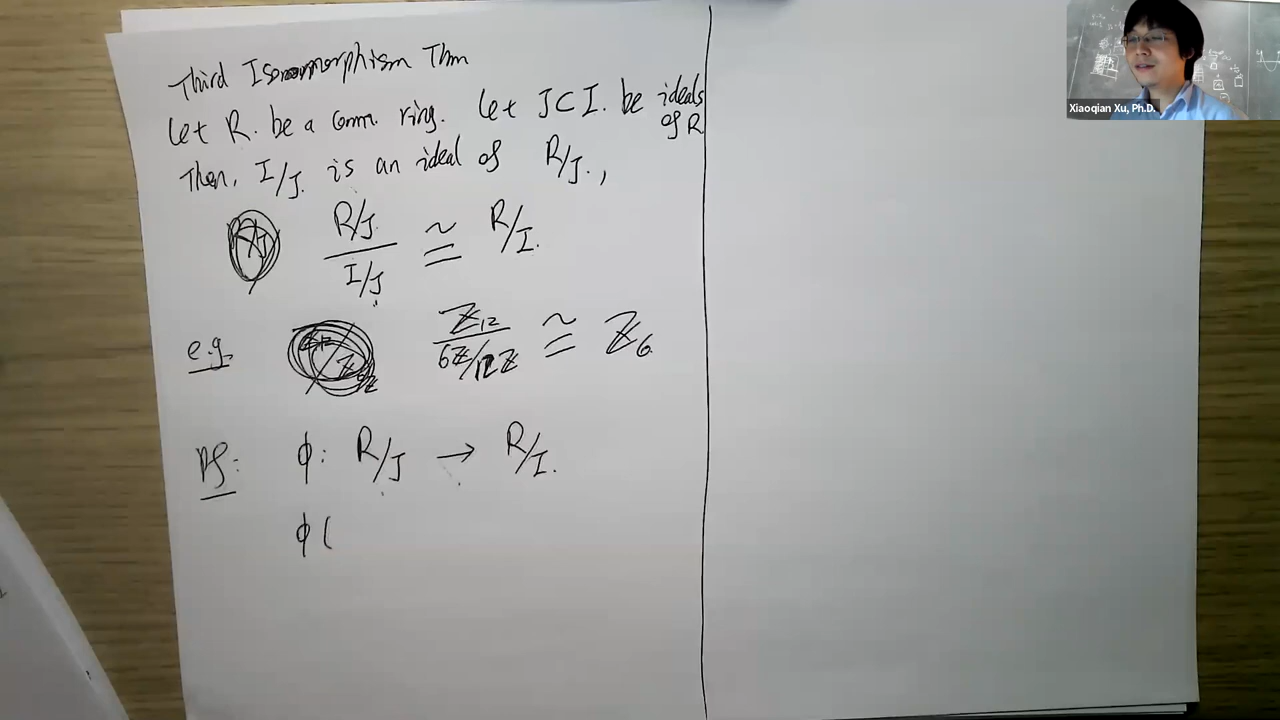 Third Isomorphism Thm
Let R. be a comm. ring. Let J⊂I. be ideals of R
Then, I/J. is an ideal of R/J.,
R/J. / I/J ≅ R/I.
e.g. Z₁₂ / 6Z/12Z ≅ Z₆
Pf: φ: R/J → R/I.
φ(
Xiaoqian Xu, Ph.D.